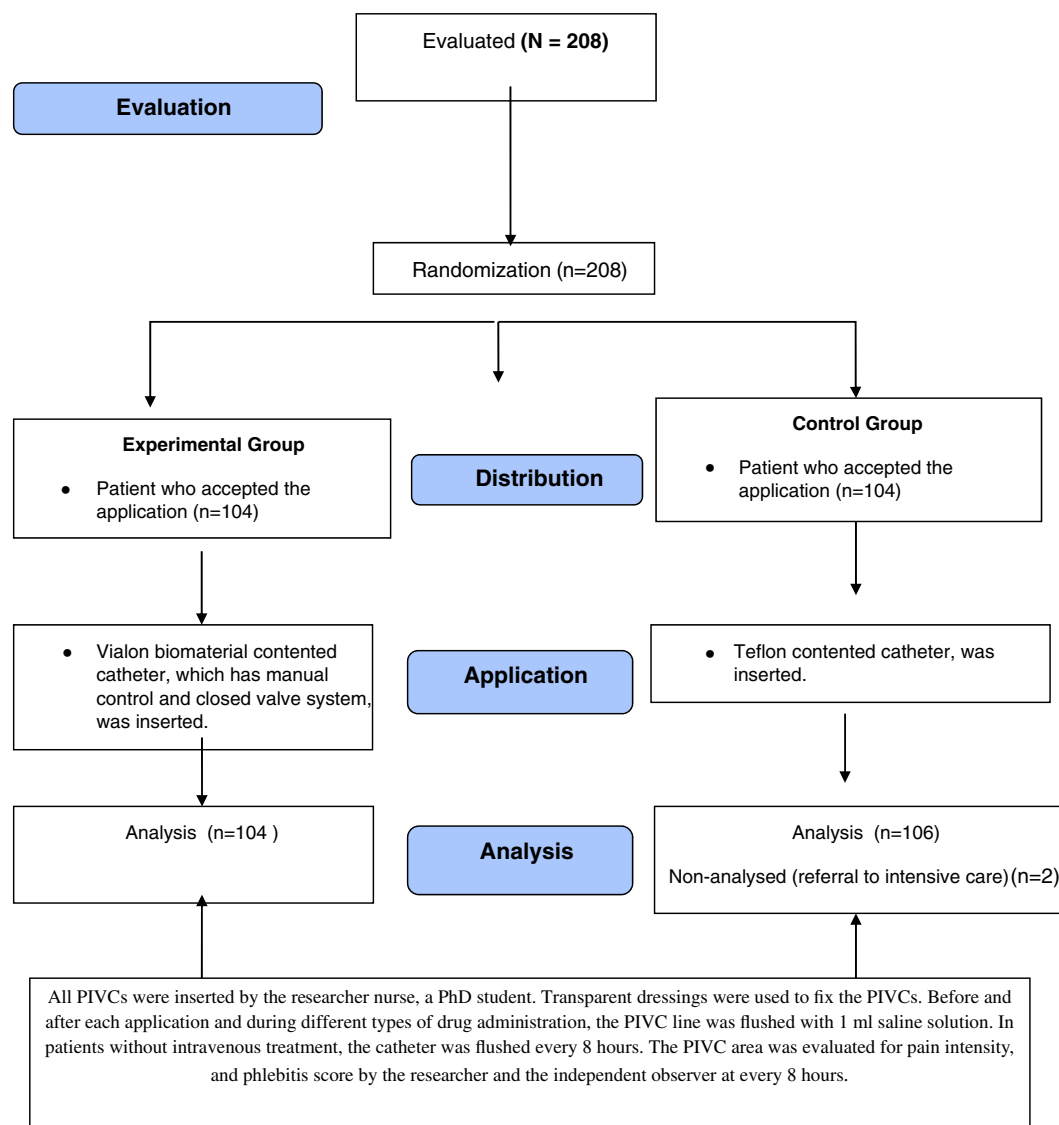 Evaluated (N = 208)
Evaluation
Randomization (n=208)
Experimental Group
● Patient who accepted the
application (n=104)
Distribution
Control Group
● Patient who accepted the
application (n=104)
● Vialon biomaterial contented
catheter, which has manual
control and closed valve system,
was inserted.
Application
● Teflon contented catheter, was
inserted.
Analysis (n=104 )
Analysis
Analysis (n=106)
Non-analysed (referral to intensive care) (n=2)
All PIVCs were inserted by the researcher nurse, a PhD student. Transparent dressings were used to fix the PIVCs. Before and
after each application and during different types of drug administration, the PIVC line was flushed with 1 ml saline solution. In
patients without intravenous treatment, the catheter was flushed every 8 hours. The PIVC area was evaluated for pain intensity,
and phlebitis score by the researcher and the independent observer at every 8 hours.